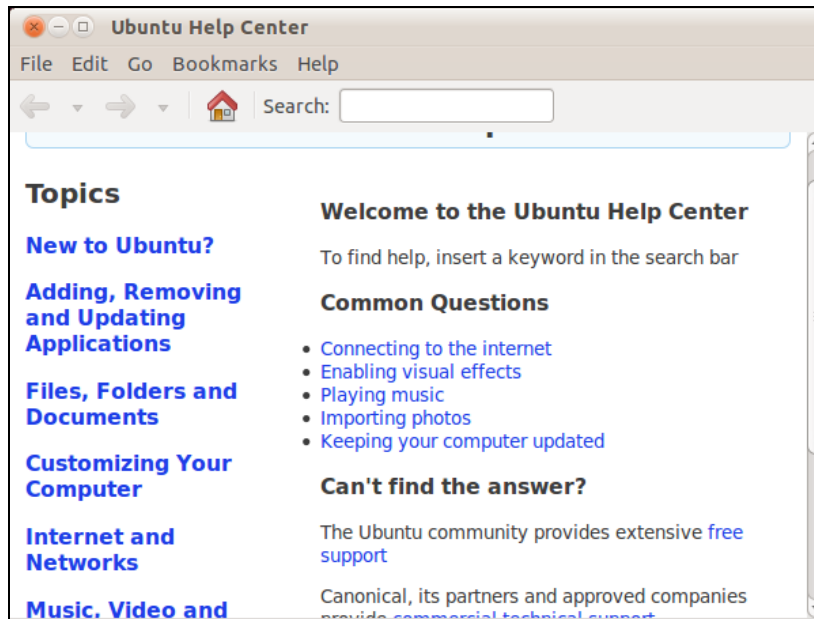 Ubuntu Help Center
File Edit Go Bookmarks Help
Search:
Topics
New to Ubuntu?
Adding, Removing
and Updating
Applications
Files, Folders and
Documents
Customizing Your
Computer
Internet and
Networks
Music, Video and
Welcome to the Ubuntu Help Center
To find help, insert a keyword in the search bar
Common Questions
• Connecting to the internet
• Enabling visual effects
• Playing music
• Importing photos
• Keeping your computer updated
Can't find the answer?
The Ubuntu community provides extensive free
support
Canonical, its partners and approved companies
provide commercial technical support